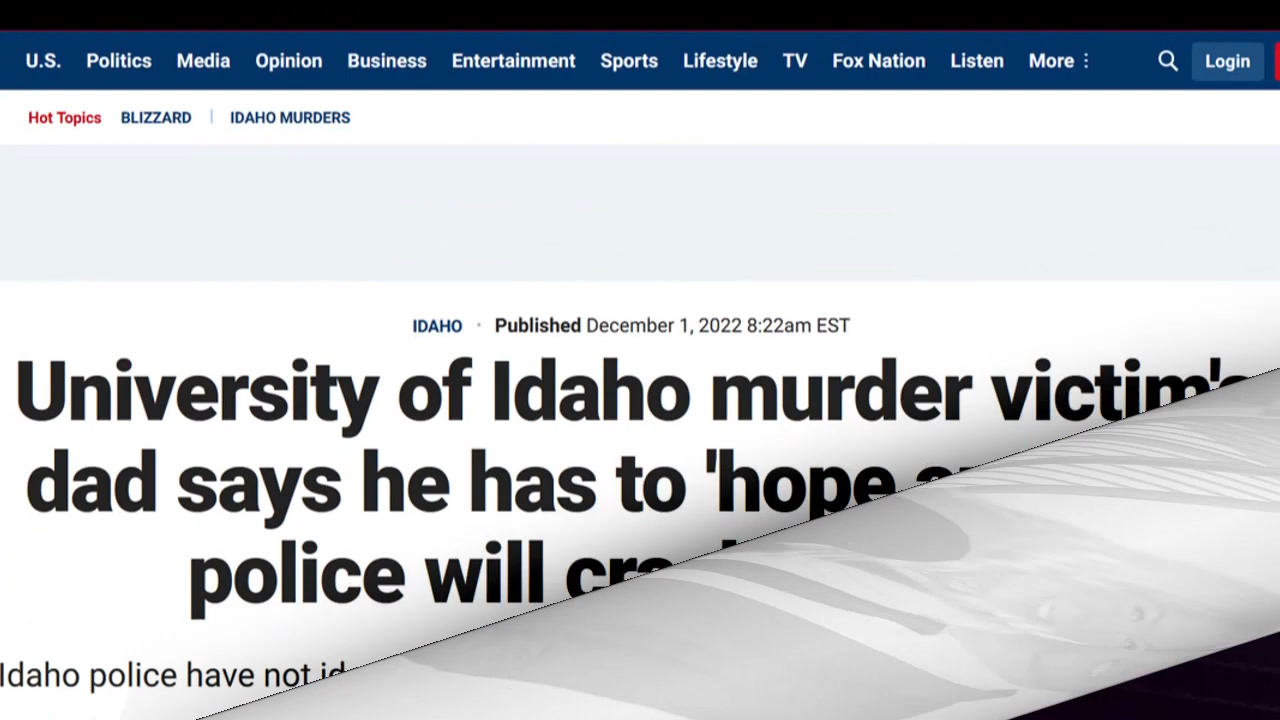 U.S. Politics Media Opinion Business Entertainment Sports Lifestyle TV Fox Nation Listen More Login
Hot Topics BLIZZARD IDAHO MURDERS
IDAHO · Published December 1, 2022 8:22am EST
University of Idaho murder victim's
dad says he has to 'hope
police will
Idaho police have not